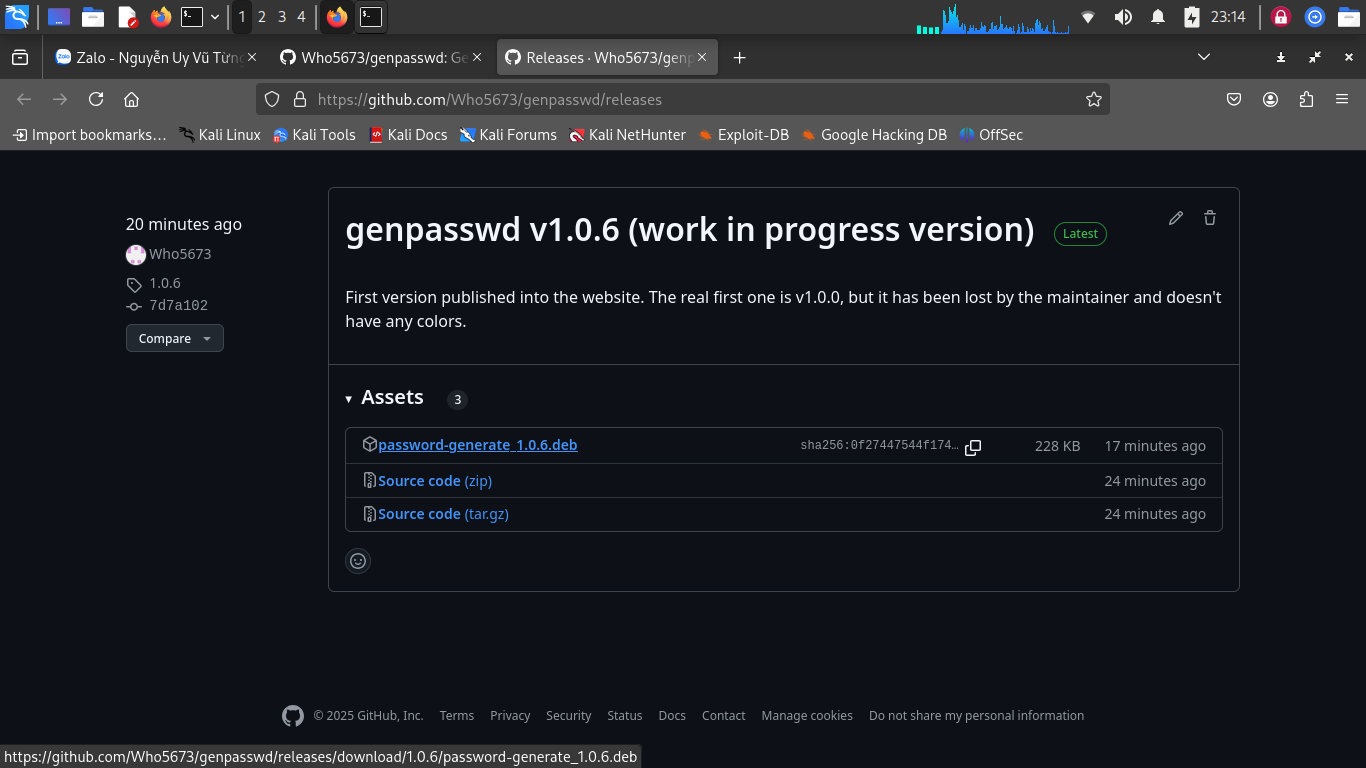 1 2 3 4
23:14
Zalo - Nguyễn Uy Vũ Từng
Who5673/genpasswd: Ge
Releases · Who5673/genp
https://github.com/Who5673/genpasswd/releases
Import bookmarks…
Kali Linux
Kali Tools
Kali Docs
Kali Forums
Kali NetHunter
Exploit-DB
Google Hacking DB
OffSec
20 minutes ago
Who5673
1.0.6
7d7a102
Compare
genpasswd v1.0.6 (work in progress version)
Latest
First version published into the website. The real first one is v1.0.0, but it has been lost by the maintainer and doesn't
have any colors.
Assets 3
password-generate_1.0.6.deb sha256:0f27447544f174… 228 KB 17 minutes ago
Source code (zip) 24 minutes ago
Source code (tar.gz) 24 minutes ago
© 2025 GitHub, Inc. Terms Privacy Security Status Docs Contact Manage cookies Do not share my personal information
https://github.com/Who5673/genpasswd/releases/download/1.0.6/password-generate_1.0.6.deb